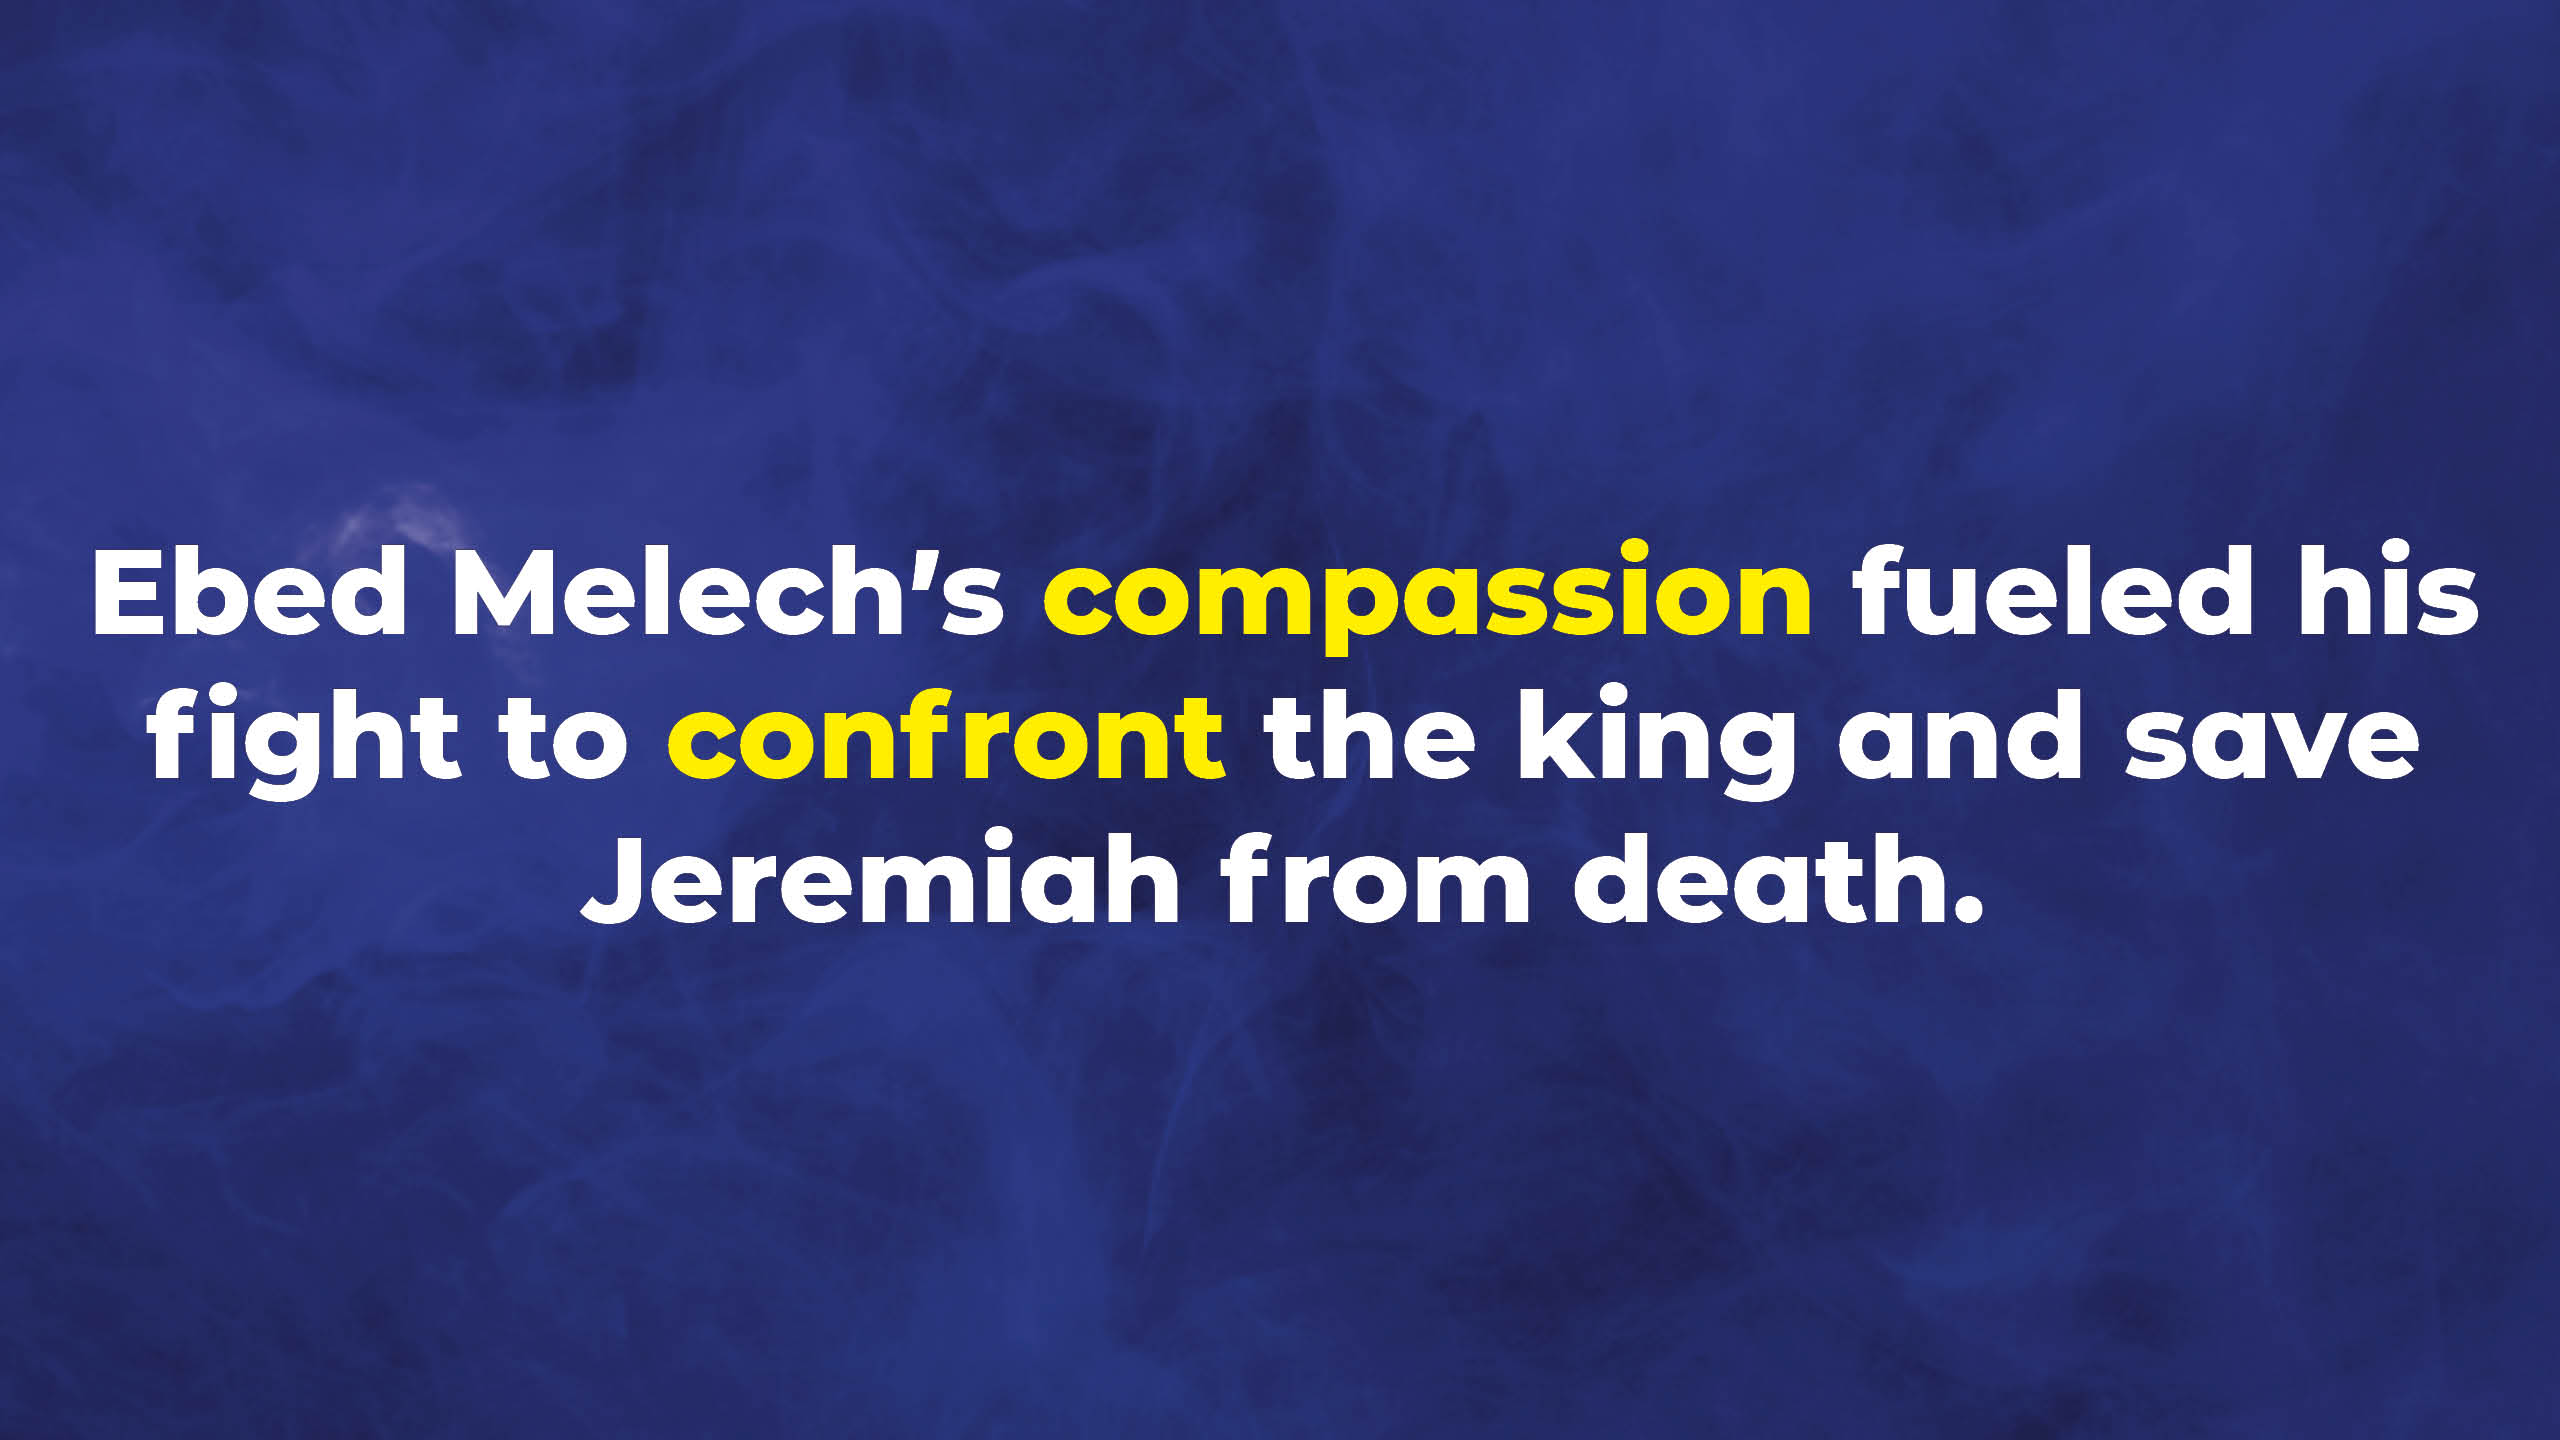 Ebed Melech’s compassion fueled his
fight to confront the king and save
Jeremiah from death.